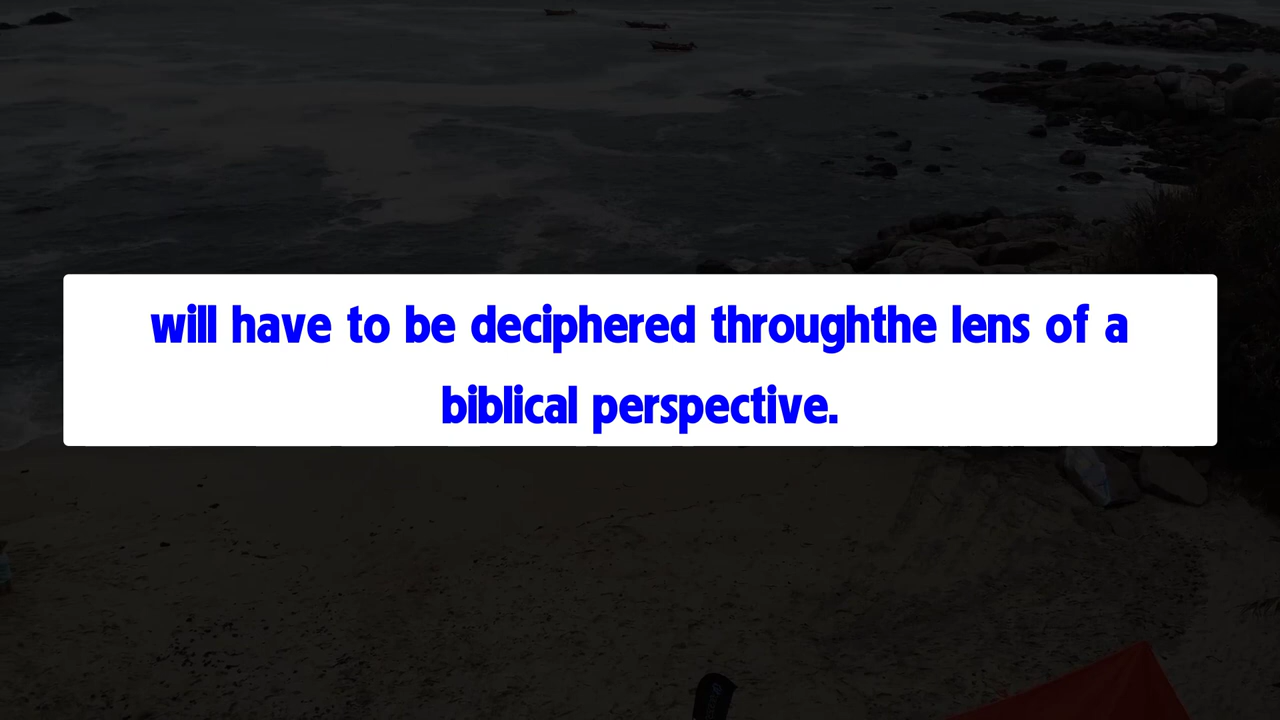 will have to be deciphered throughthe lens of a
biblical perspective.